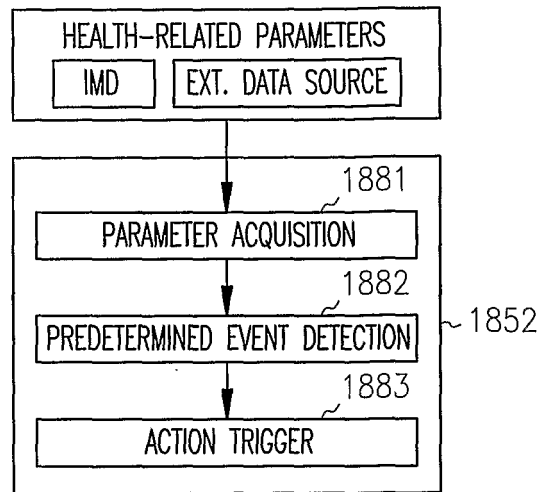 HEALTH-RELATED PARAMETERS
IMD
EXT. DATA SOURCE
1881
PARAMETER ACQUISITION
1882
PREDETERMINED EVENT DETECTION
1852
1883
ACTION TRIGGER